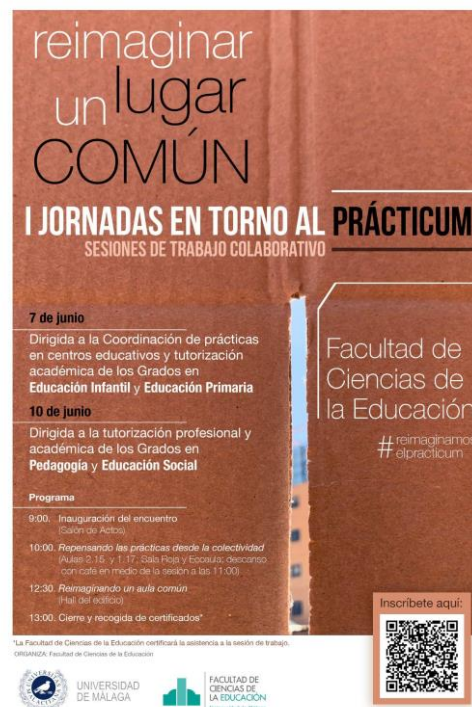 reimaginar
un lugar
COMÚN
I JORNADAS EN TORNO AL PRÁCTICUM
SESIONES DE TRABAJO COLABORATIVO
7 de junio
Dirigida a la Coordinación de prácticas
en centros educativos y tutorización
académica de los Grados en
Educación Infantil y Educación Primaria
10 de junio
Dirigida a la tutorización profesional y
académica de los Grados en
Pedagogía y Educación Social
Facultad de
Ciencias de
la Educación
# reimaginamos
elpracticum
Programa
9:00. Inauguración del encuentro
(Salón de Actos)
10:00. Repensando las prácticas desde la colectividad
(Aulas 2.15 y 1.17, Sala Roja y Ecoaula; descanso
con café en medio de la sesión a las 11:00)
12:30. Reimaginando un aula común
(Hall del edificio)
13:00. Cierre y recogida de certificados*
Inscríbete aquí:
*La Facultad de Ciencias de la Educación certificará la asistencia a la sesión de trabajo.
ORGANIZA: Facultad de Ciencias de la Educación
UNIVERSIDAD
DE MÁLAGA
FACULTAD DE
CIENCIAS DE
LA EDUCACIÓN